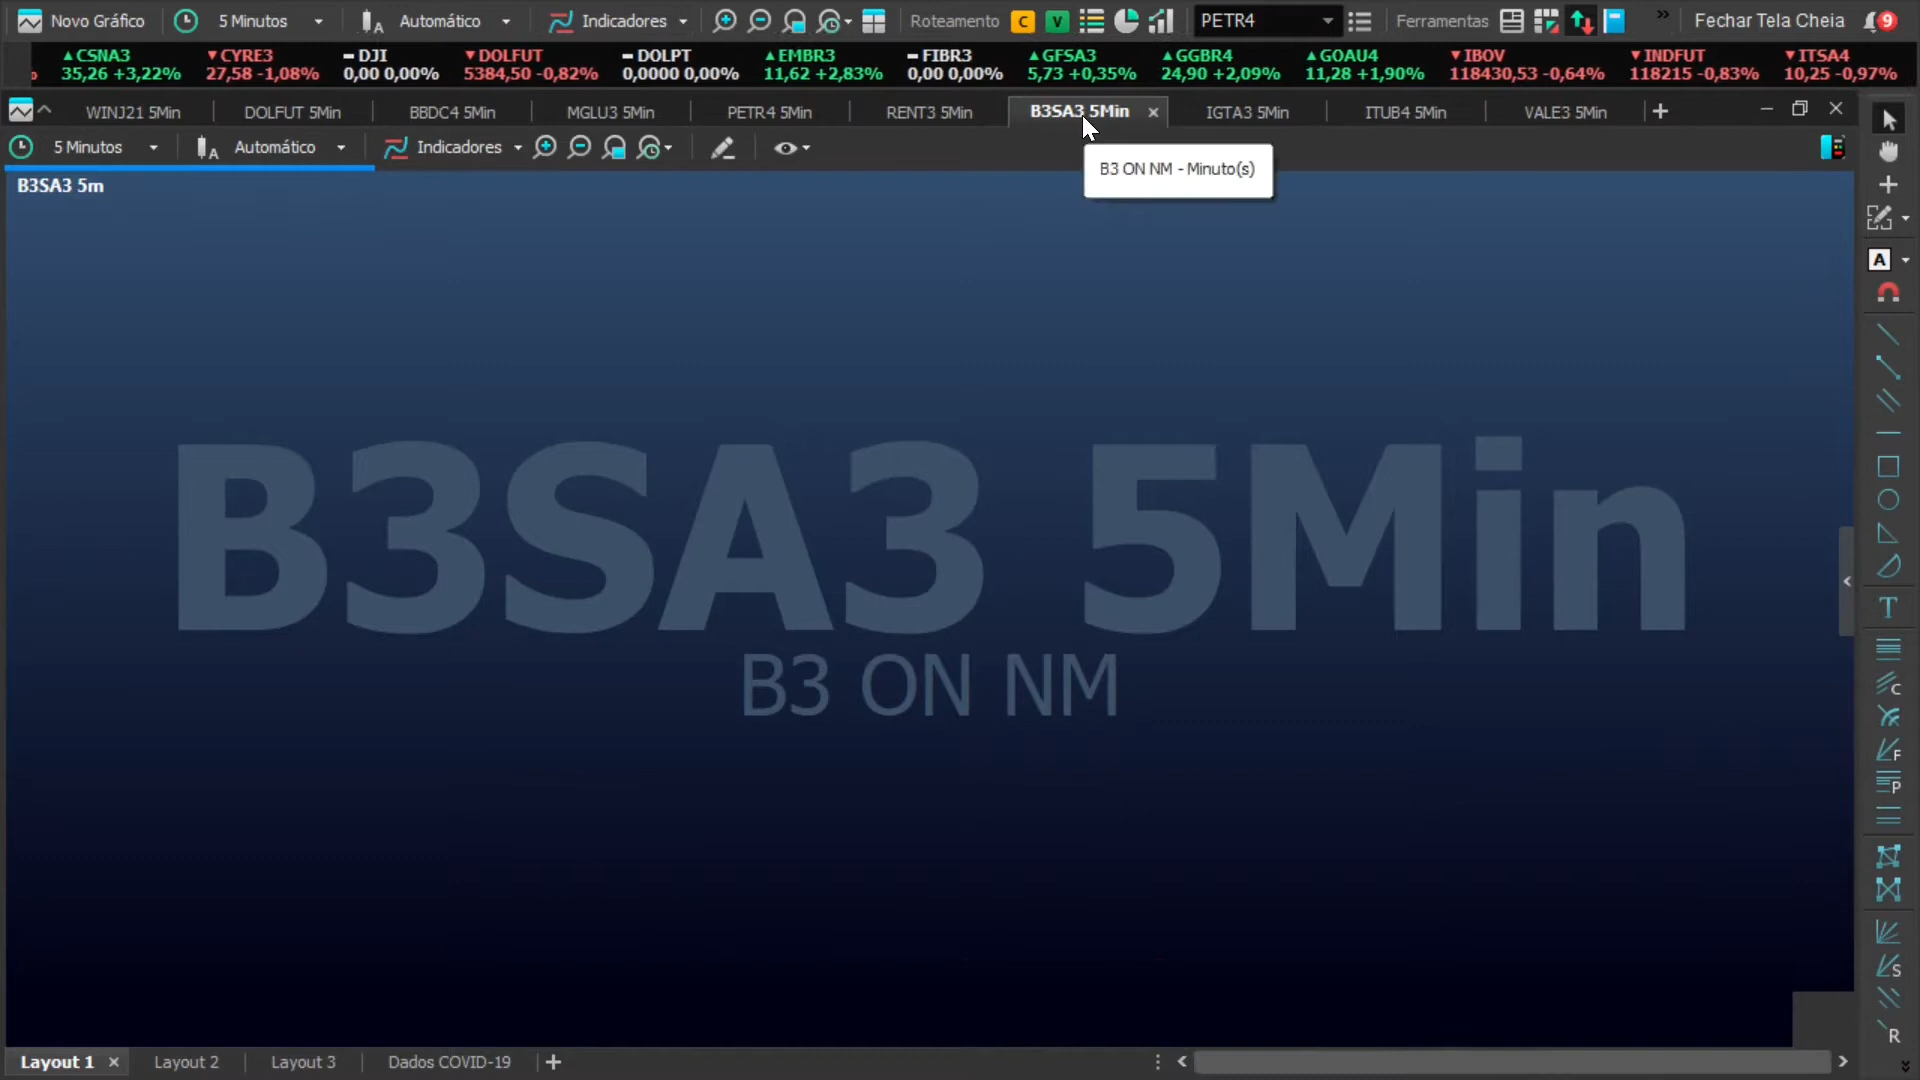 Novo Gráfico 5 Minutos Automático Indicadores Roteamento C V PETR4 Ferramentas » Fechar Tela Cheia 9
CSNA3 CYRE3 DJI DOLFUT DOLPT EMBR3 FIBR3 GFSA3 GGBR4 GOAU4 IBOV INDFUT ITSA4
35,26 +3,22% 27,58 -1,08% 0,00 0,00% 5384,50 -0,82% 0,0000 0,00% 11,62 +2,83% 0,00 0,00% 5,73 +0,35% 24,90 +2,09% 11,28 +1,90% 118430,53 -0,64% 118215 -0,83% 10,25 -0,97%
WINJ21 5Min DOLFUT 5Min BBDC4 5Min MGLU3 5Min PETR4 5Min RENT3 5Min B3SA3 5Min IGTA3 5Min ITUB4 5Min VALE3 5Min
5 Minutos Automático Indicadores
B3 ON NM - Minuto(s)
B3SA3 5m
B3SA3 5Min
B3 ON NM
A
T
C
F
P
S
R
Layout 1 Layout 2 Layout 3 Dados COVID-19